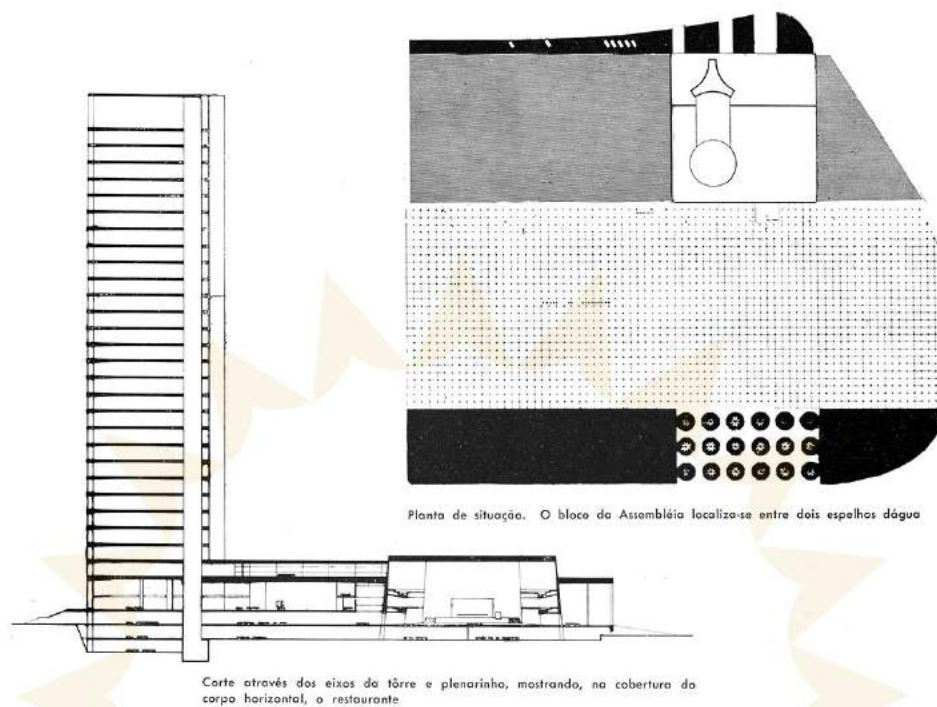 Planta de situação. O bloco da Assembléia localiza-se entre dois espelhos dágua
Corte através dos eixos da tôrre e plenarinho, mostrando, na cobertura do
corpo horizontal, o restaurante